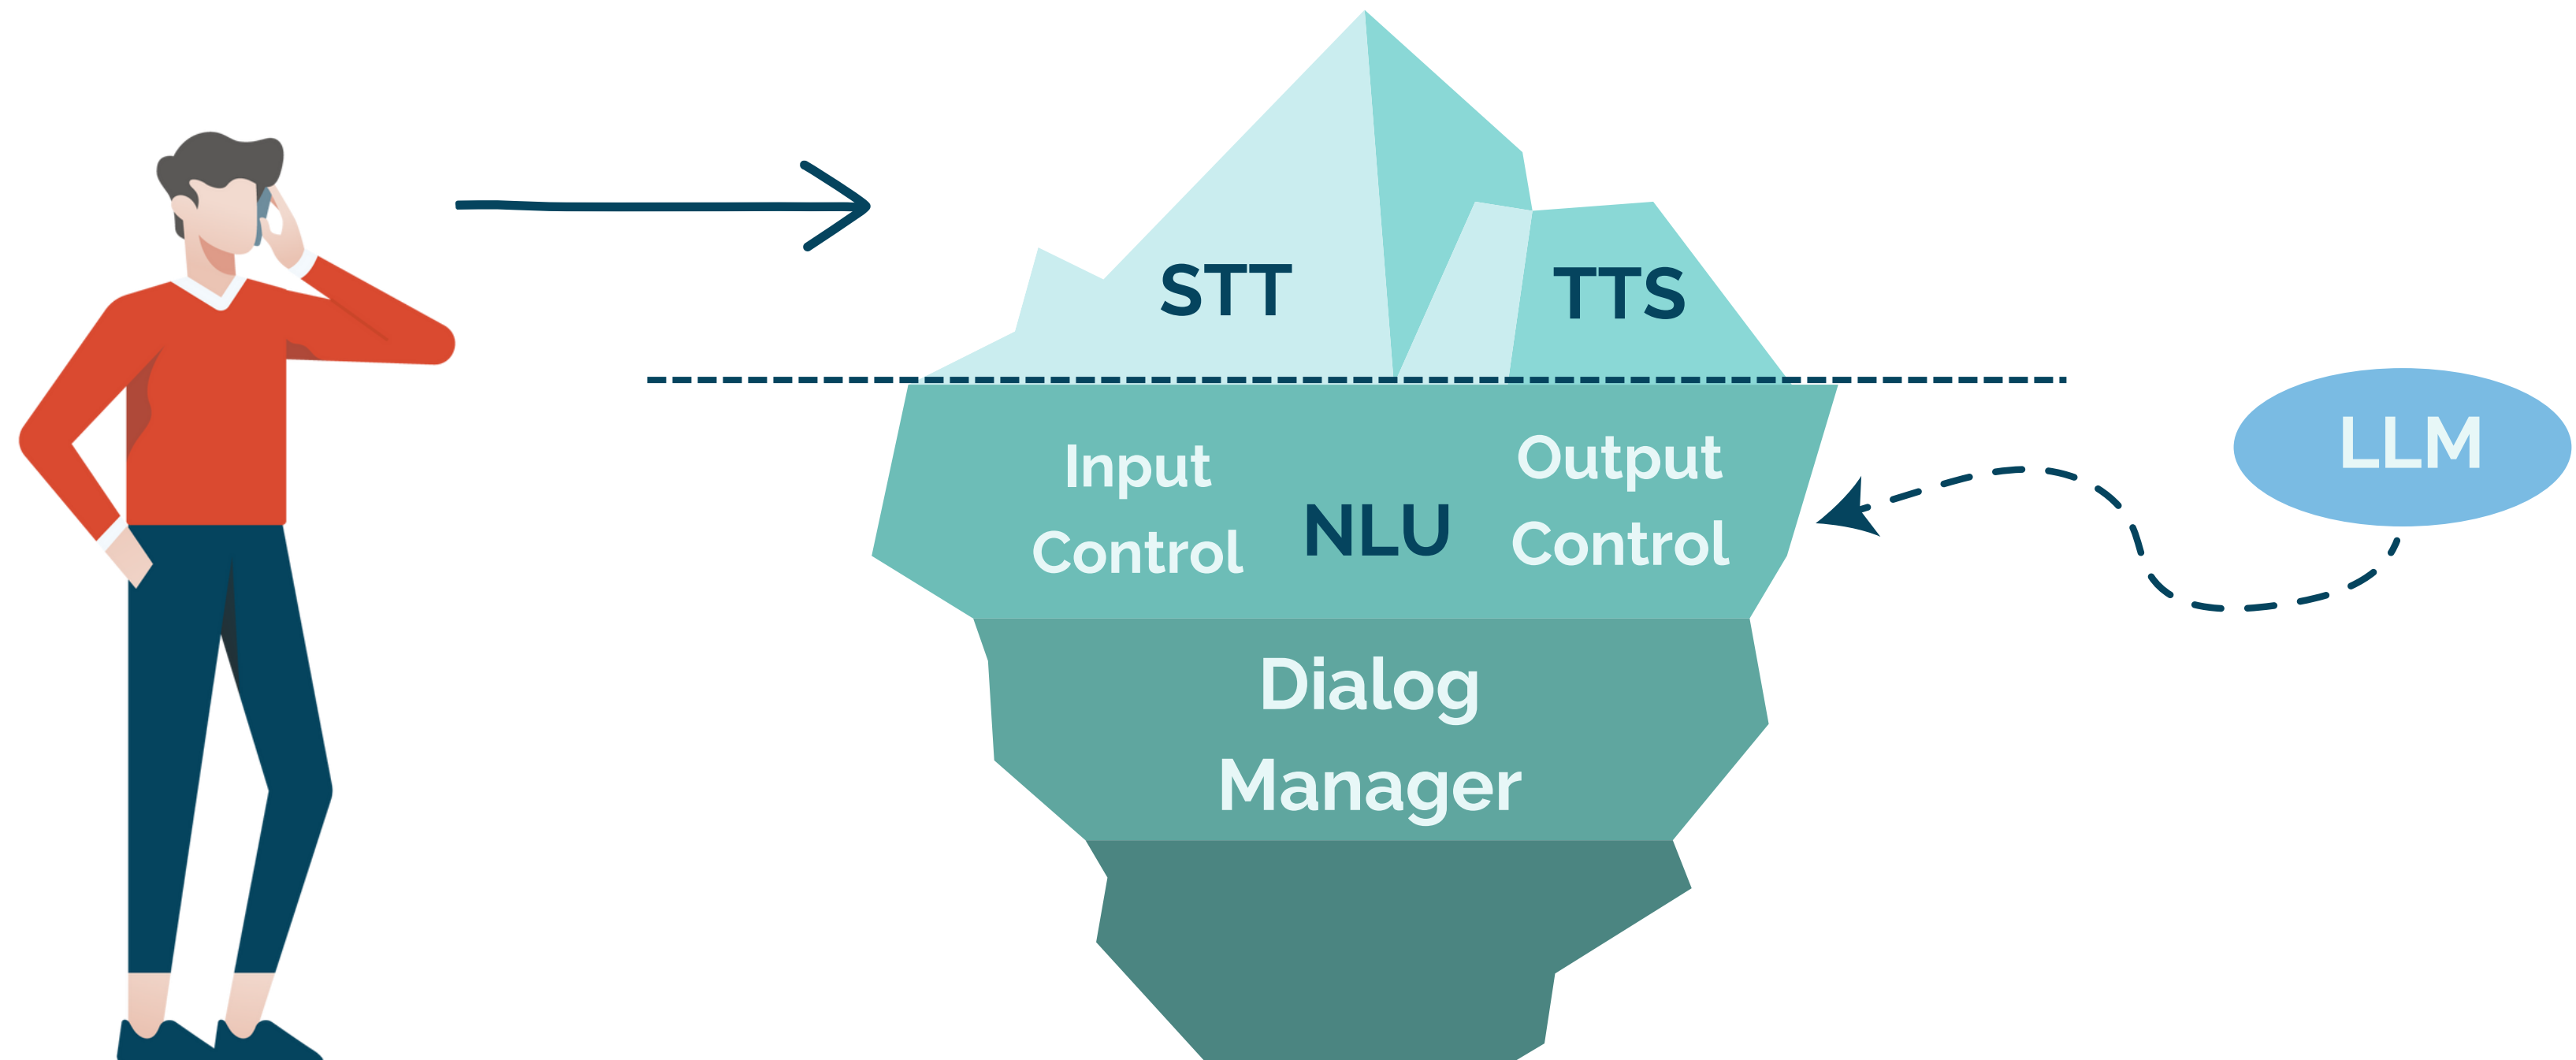 STT
TTS
Input
Control
NLU
Output
Control
LLM
Dialog
Manager